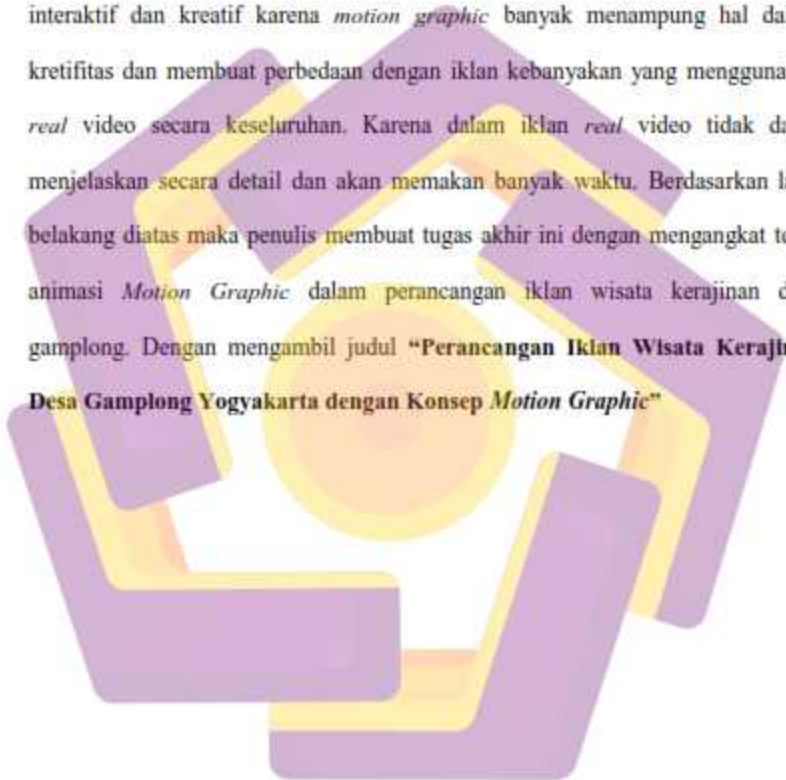 interaktif dan kreatif karena motion graphic banyak menampung hal da
kretifitas dan membuat perbedaan dengan iklan kebanyakan yang mengguna
real video secara keseluruhan. Karena dalam iklan real video tidak da
menjelaskan secara detail dan akan memakan banyak waktu. Berdasarkan l
belakang diatas maka penulis membuat tugas akhir ini dengan mengangkat te
animasi Motion Graphic dalam perancangan iklan wisata kerajinan d
gamplong. Dengan mengambil judul “Perancangan Iklan Wisata Keraji
Desa Gamplong Yogyakarta dengan Konsep Motion Graphic”